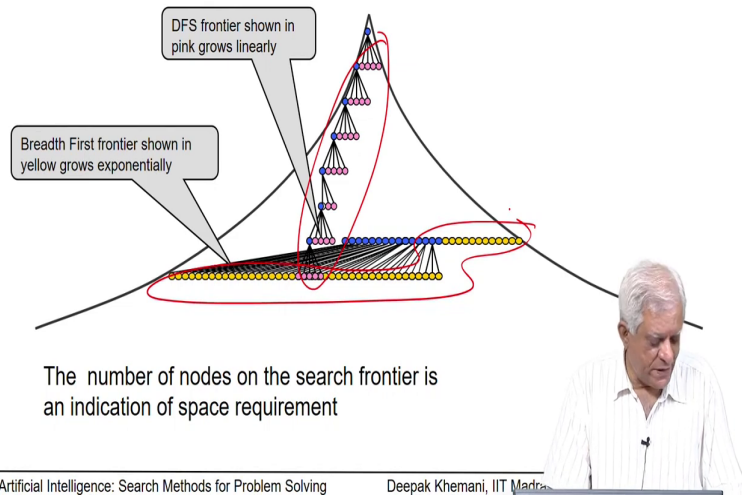 DFS frontier shown in
pink grows linearly
Breadth First frontier shown in
yellow grows exponentially
The number of nodes on the search frontier is
an indication of space requirement
Artificial Intelligence: Search Methods for Problem Solving
Deepak Khemani, IIT Madras